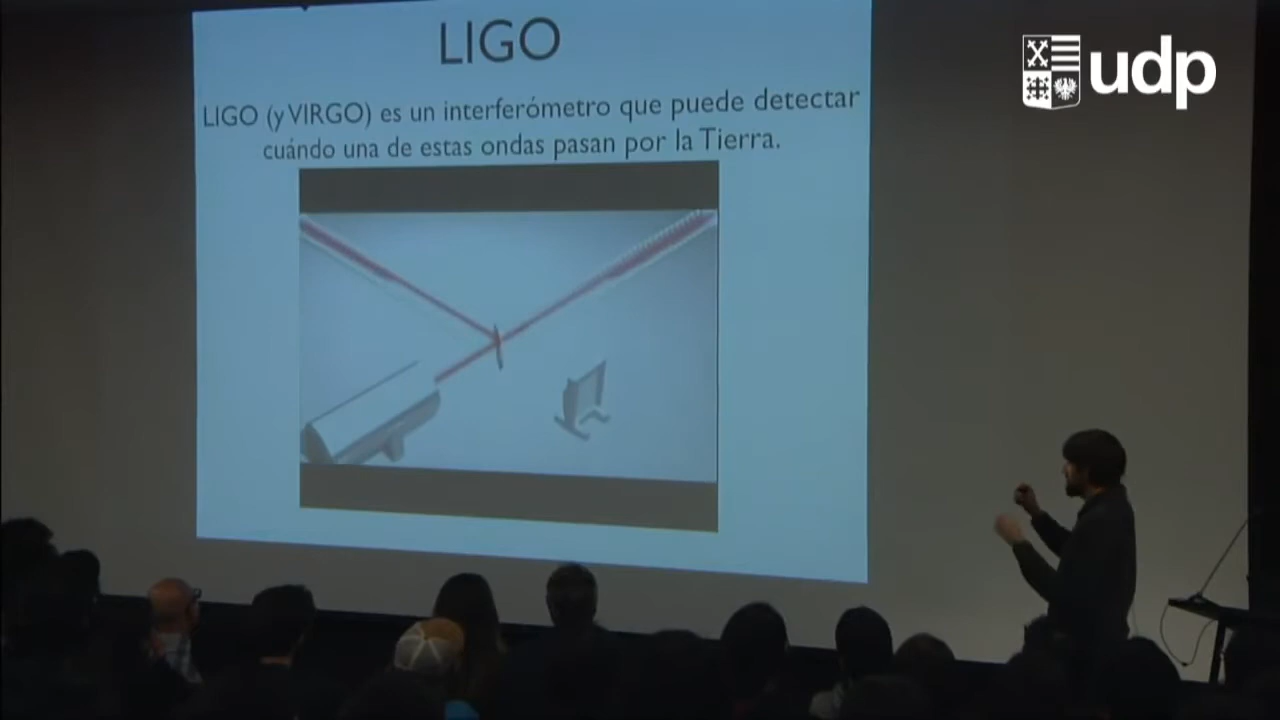 LIGO
udp
LIGO (y VIRGO) es un interferómetro que puede detectar
cuándo una de estas ondas pasan por la Tierra.